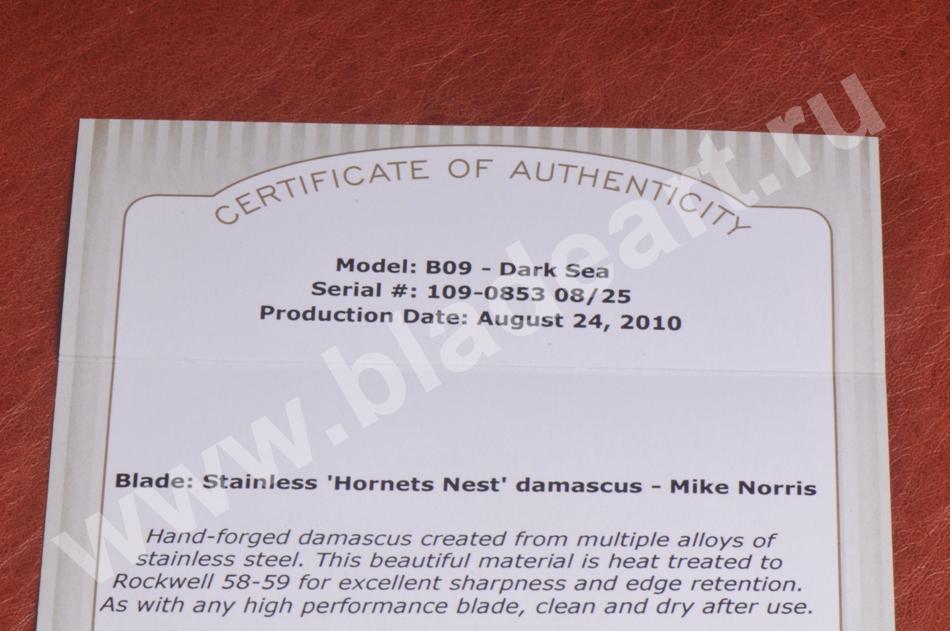 CERTIFICATE OF AUTHENTICITY
Model: B09 - Dark Sea
Serial #: 109-0853 08/25
Production Date: August 24, 2010
www.bladeart.ru
Blade: Stainless 'Hornets Nest' damascus - Mike Norris
Hand-forged damascus created from multiple alloys of
stainless steel. This beautiful material is heat treated to
Rockwell 58-59 for excellent sharpness and edge retention.
As with any high performance blade, clean and dry after use.